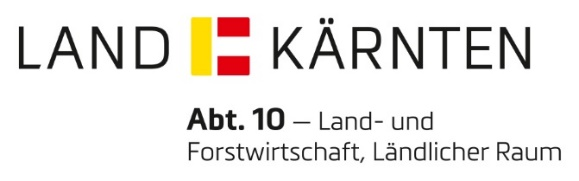 LAND KÄRNTEN
Abt. 10 – Land- und
Forstwirtschaft, Ländlicher Raum